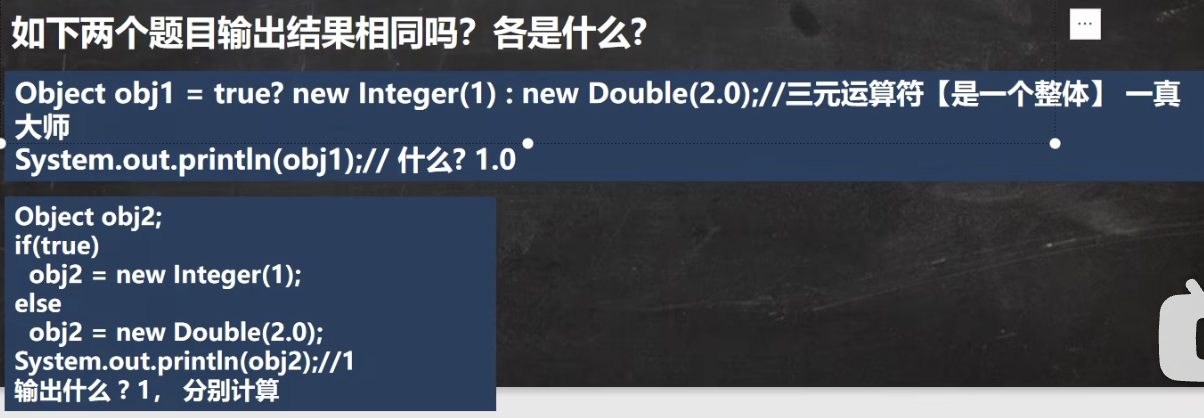 如下两个题目输出结果相同吗？各是什么？
Object obj1 = true? new Integer(1) : new Double(2.0);//三元运算符【是一个整体】 一真
大师
System.out.println(obj1);// 什么? 1.0
Object obj2;
if(true)
obj2 = new Integer(1);
else
obj2 = new Double(2.0);
System.out.println(obj2);//1
输出什么 ? 1， 分别计算